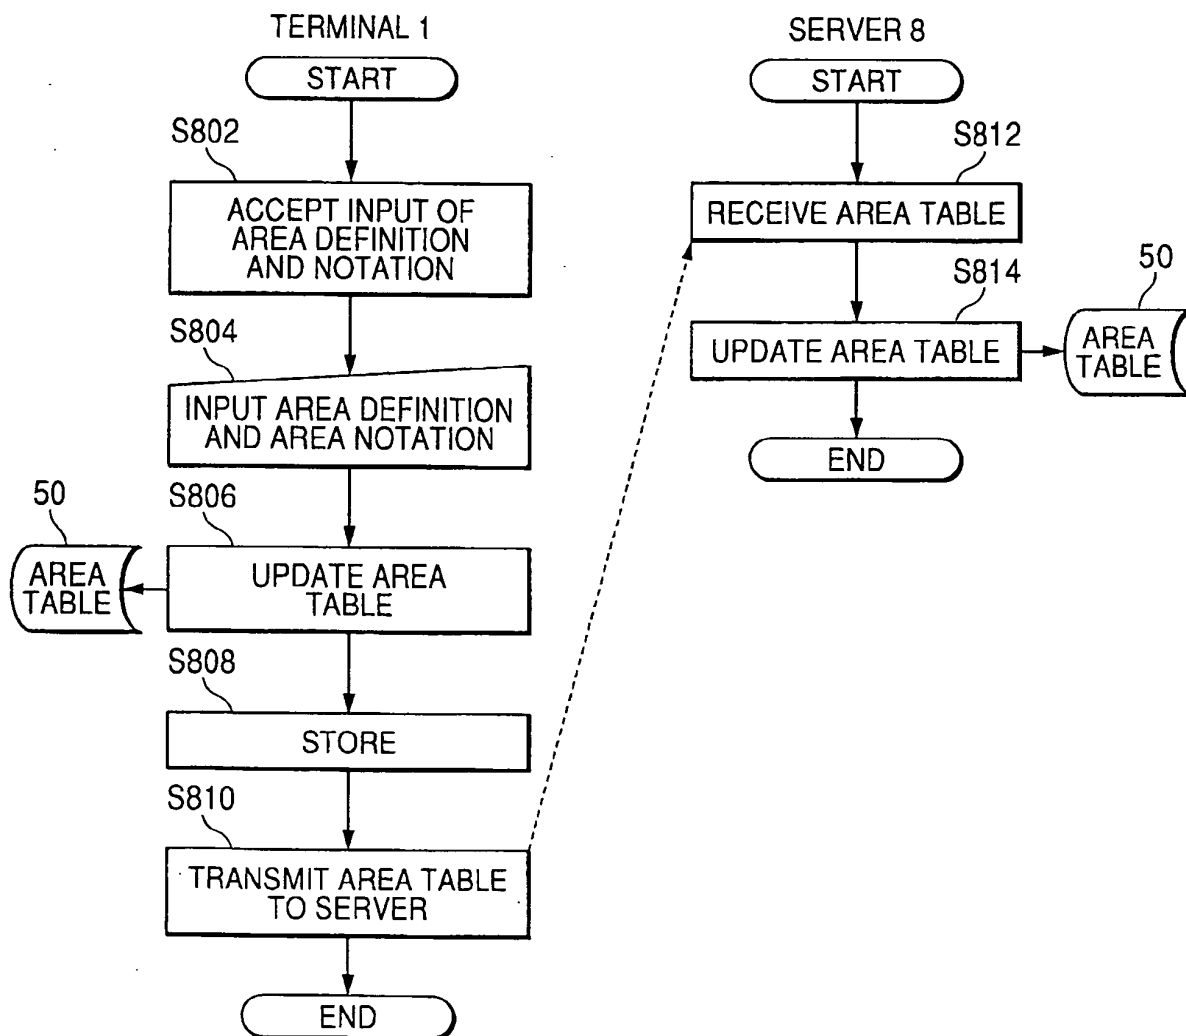 TERMINAL 1
START
S802
ACCEPT INPUT OF
AREA DEFINITION
AND NOTATION
S804
INPUT AREA DEFINITION
AND AREA NOTATION
S806
50
AREA
TABLE
UPDATE AREA
TABLE
S808
STORE
S810
TRANSMIT AREA TABLE
TO SERVER
END
SERVER 8
START
S812
RECEIVE AREA TABLE
S814
UPDATE AREA TABLE
50
AREA
TABLE
END